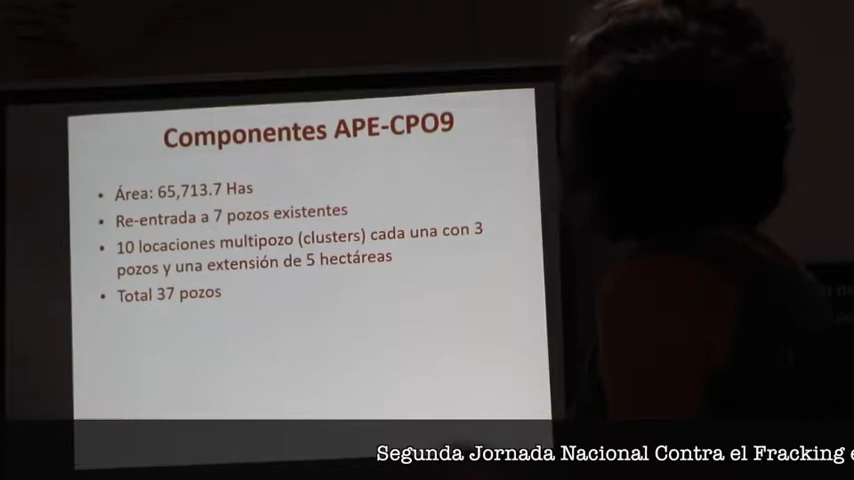 Componentes APE-CPO9
• Área: 65,713.7 Has
• Re-entrada a 7 pozos existentes
• 10 locaciones multipozo (clusters) cada una con 3
pozos y una extensión de 5 hectáreas
• Total 37 pozos
Segunda Jornada Nacional Contra el Fracking e